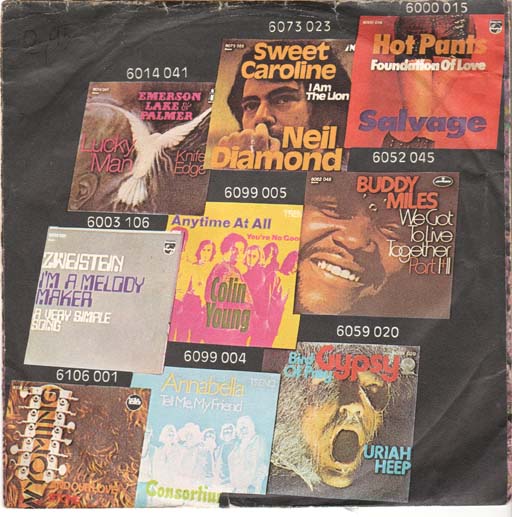 6000 015
6073 023
Hot Pants
Foundation Of Love
Salvage
6014 041
Sweet
Caroline
I Am
The Lion
Neil
Diamond
EMERSON
LAKE &
PALMER
Lucky
Man
Knife
Edge
6052 045
BUDDY
MILES
We Got
To Live
Together
Part I+II
6099 005
Anytime At All
You're No Good
Colin
Young
6003 106
ZWEISTEIN
I'M A MELODY
MAKER
A VERY SIMPLE
SONG
6059 020
Gypsy
Bird
Of Prey
URIAH
HEEP
6099 004
Annabella
Tell Me, My Friend
Consortium
6106 001
WYOMING